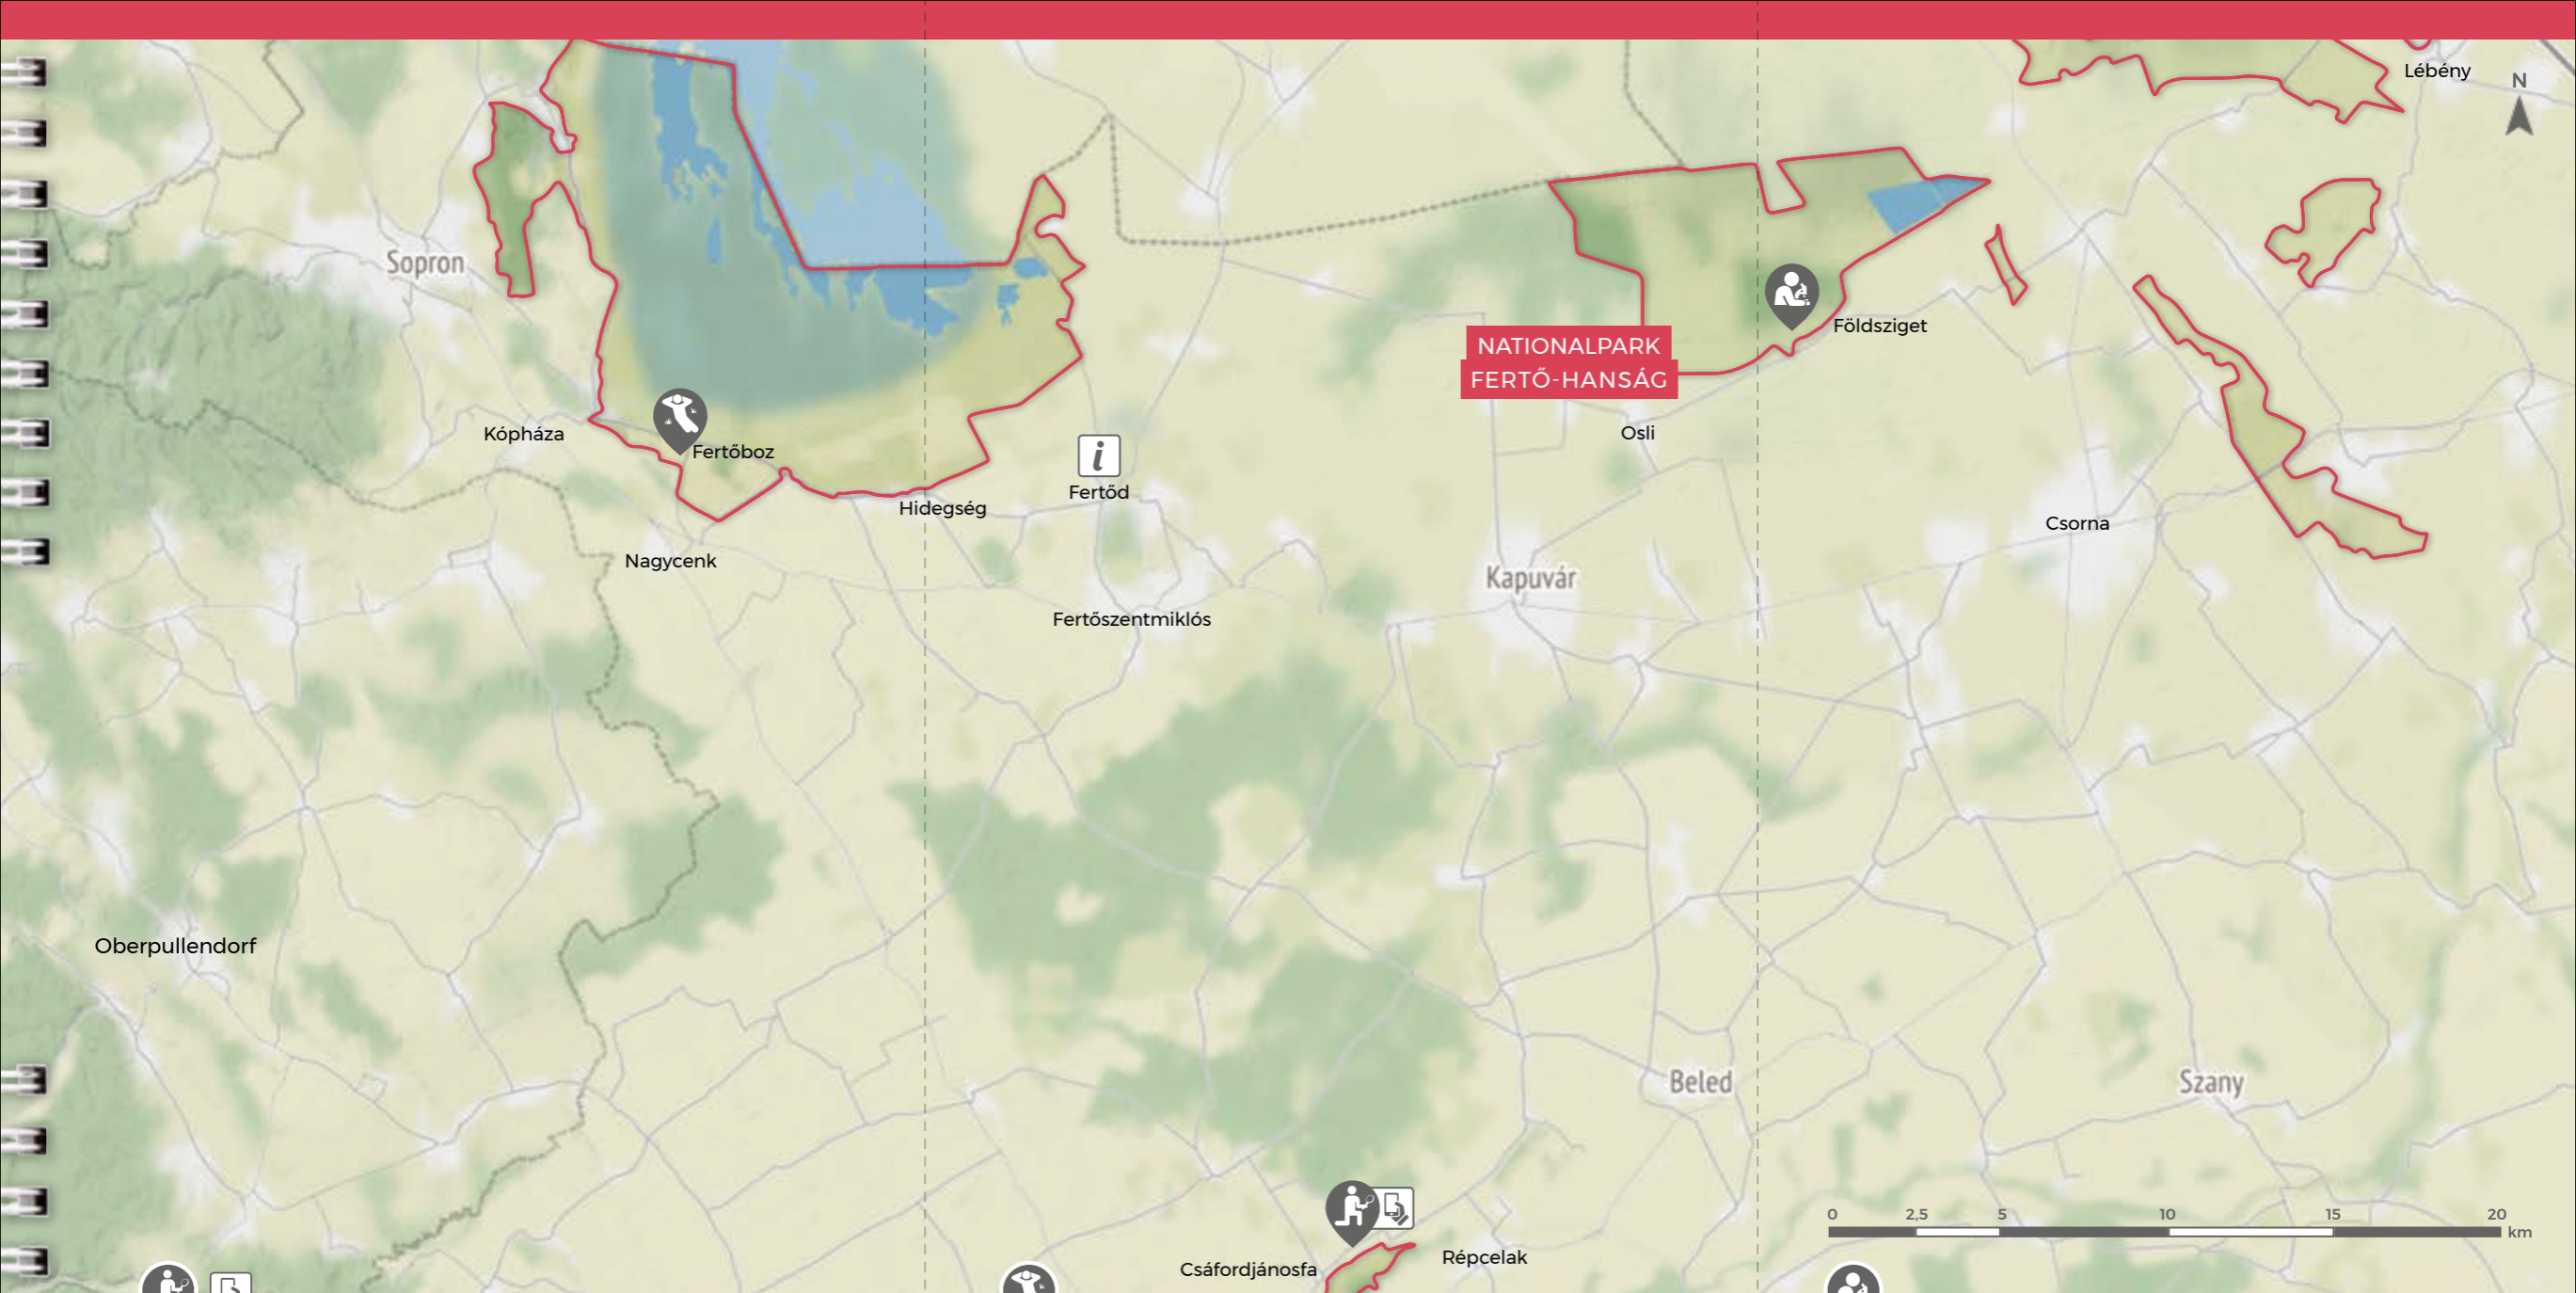 Lébény
N
Sopron
NATIONALPARK
FERTŐ-HANSÁG
Földsziget
Kópháza
Fertőboz
Osli
i
Fertőd
Hidegség
Csorna
Nagycenk
Kapuvár
Fertőszentmiklós
Oberpullendorf
Beled
Szany
0 2,5 5 10 15 20
km
Csáfordjánosfa
Répcelak